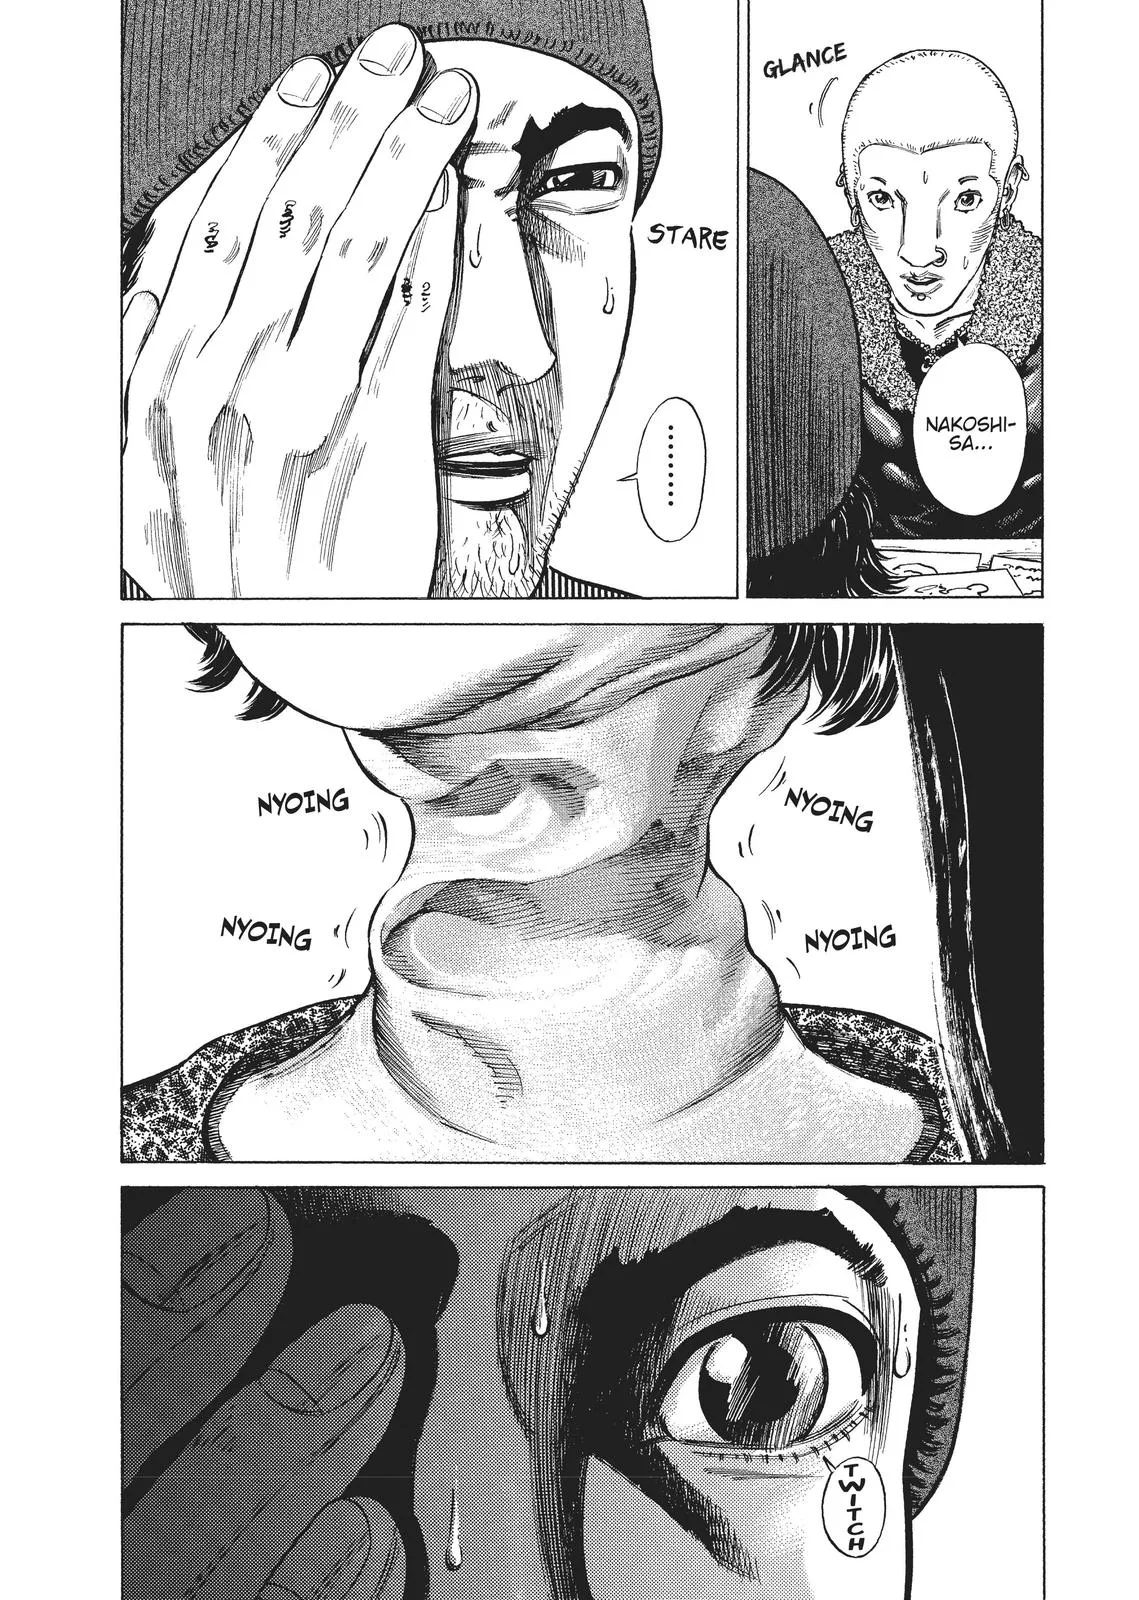 GLANCE
NAKOSHI-
SA...
STARE
.........
NYOING
NYOING
NYOING
NYOING
TWITCH